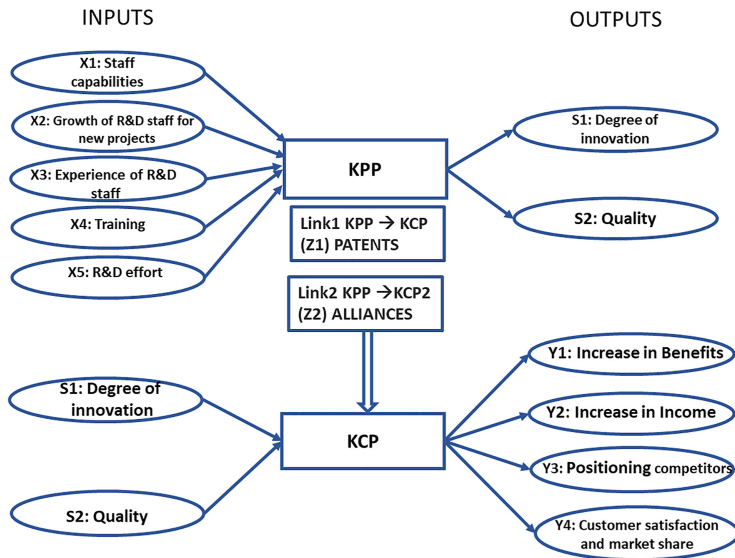 INPUTS
OUTPUTS
X1: Staff
capabilities
X2: Growth of R&D staff for
new projects
X3: Experience of R&D
staff
X4: Training
X5: R&D effort
KPP
S1: Degree of
innovation
S2: Quality
Link1 KPP → KCP
(Z1) PATENTS
Link2 KPP →KCP2
(Z2) ALLIANCES
S1: Degree of
innovation
S2: Quality
KCP
Y1: Increase in Benefits
Y2: Increase in Income
Y3: Positioning competitors
Y4: Customer satisfaction
and market share